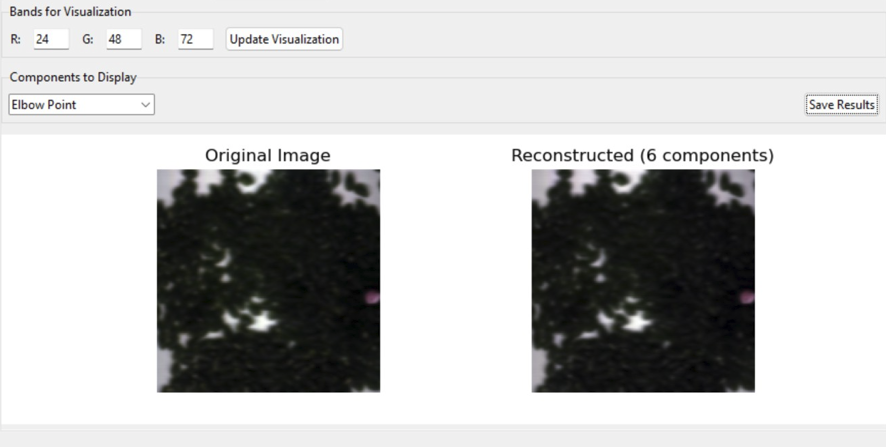 Bands for Visualization
R: 24 G: 48 B: 72 Update Visualization
Components to Display
Elbow Point Save Results
Original Image Reconstructed (6 components)